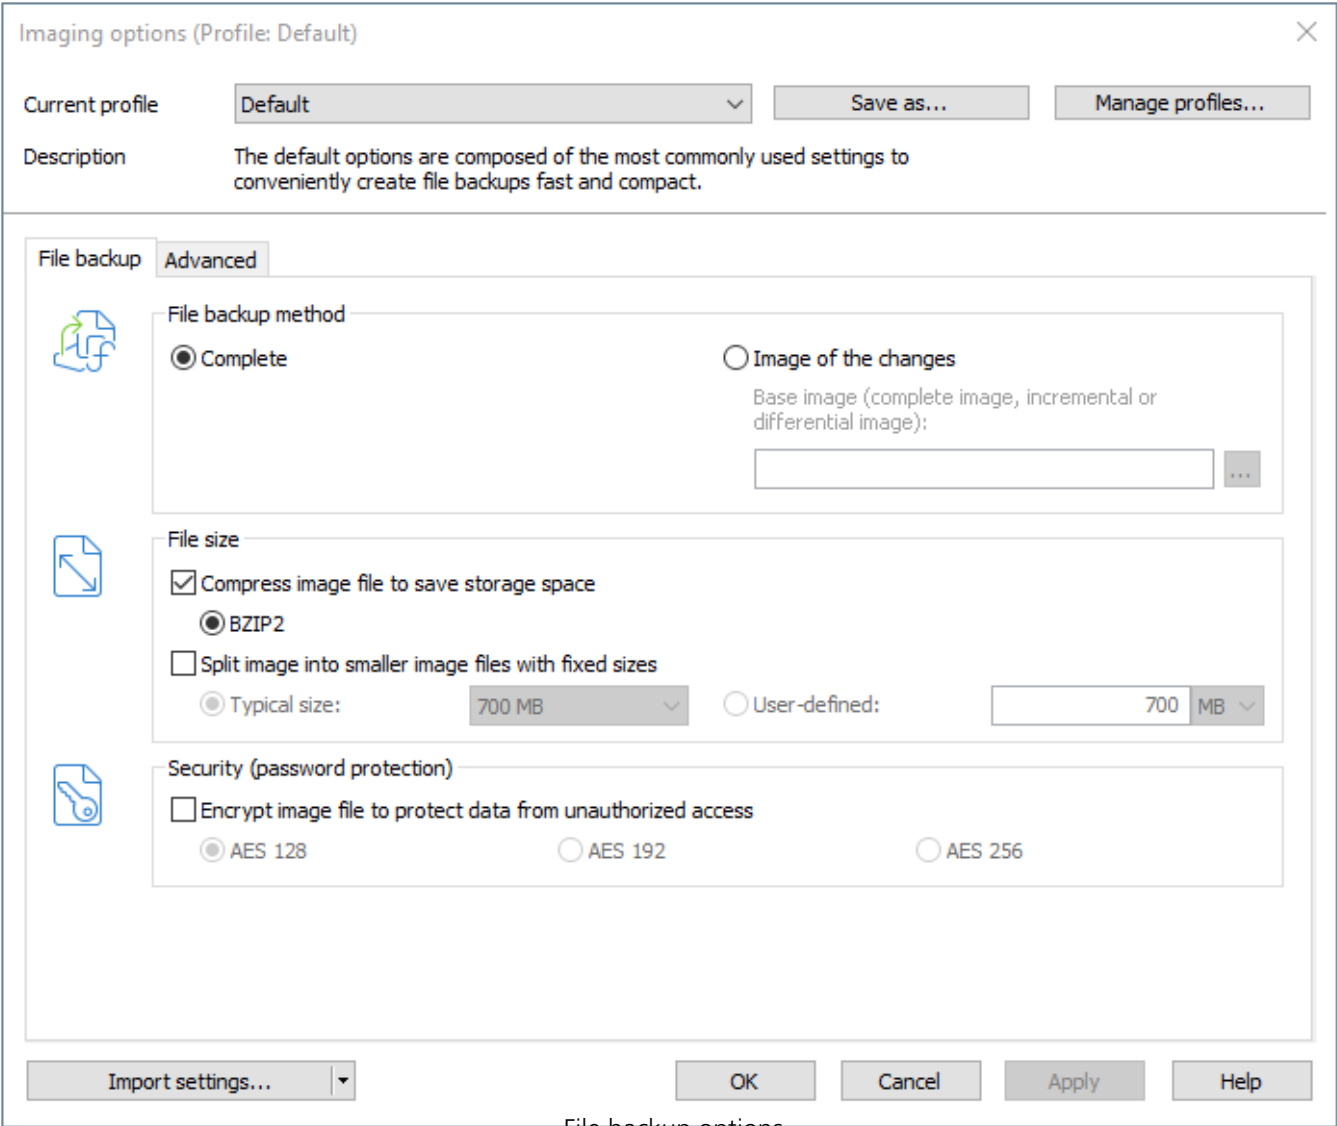 Imaging options (Profile: Default)
Current profile Default Save as... Manage profiles...
Description The default options are composed of the most commonly used settings to
conveniently create file backups fast and compact.
File backup Advanced
File backup method
Complete Image of the changes
Base image (complete image, incremental or
differential image):
...
File size
Compress image file to save storage space
BZIP2
Split image into smaller image files with fixed sizes
Typical size: 700 MB User-defined: 700 MB
Security (password protection)
Encrypt image file to protect data from unauthorized access
AES 128 AES 192 AES 256
Import settings... OK Cancel Apply Help
File backup options